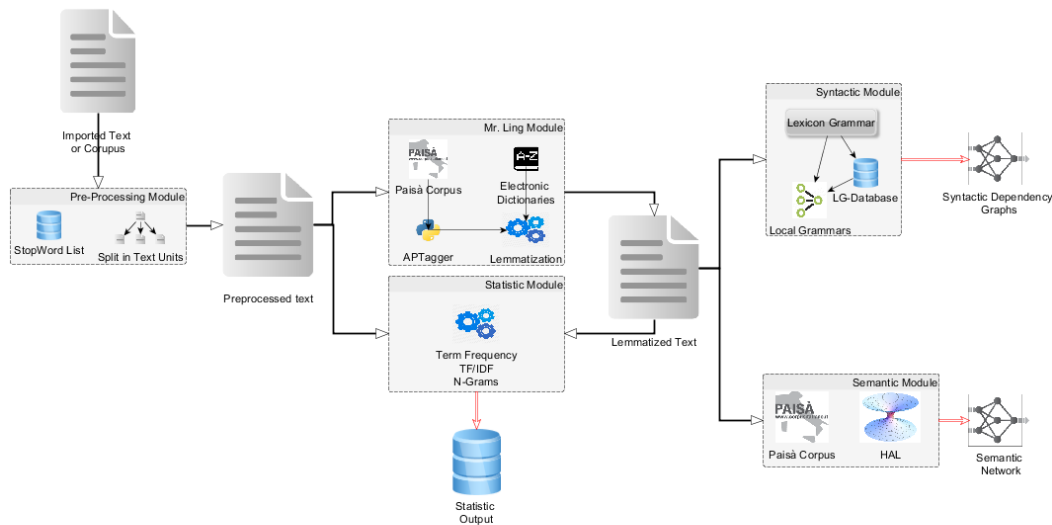 Imported Text
or Corupus
Pre-Processing Module
StopWord List
Split in Text Units
Preprocessed text
Mr. Ling Module
PAISÀ
Paisà Corpus
A-Z
Electronic
Dictionaries
APTagger
Lemmatization
Statistic Module
Term Frequency
TF/IDF
N-Grams
Statistic
Output
Lemmatized Text
Syntactic Module
Lexicon Grammar
LG-Database
Local Grammars
Syntactic Dependency
Graphs
Semantic Module
PAISÀ
Paisà Corpus
HAL
Semantic
Network